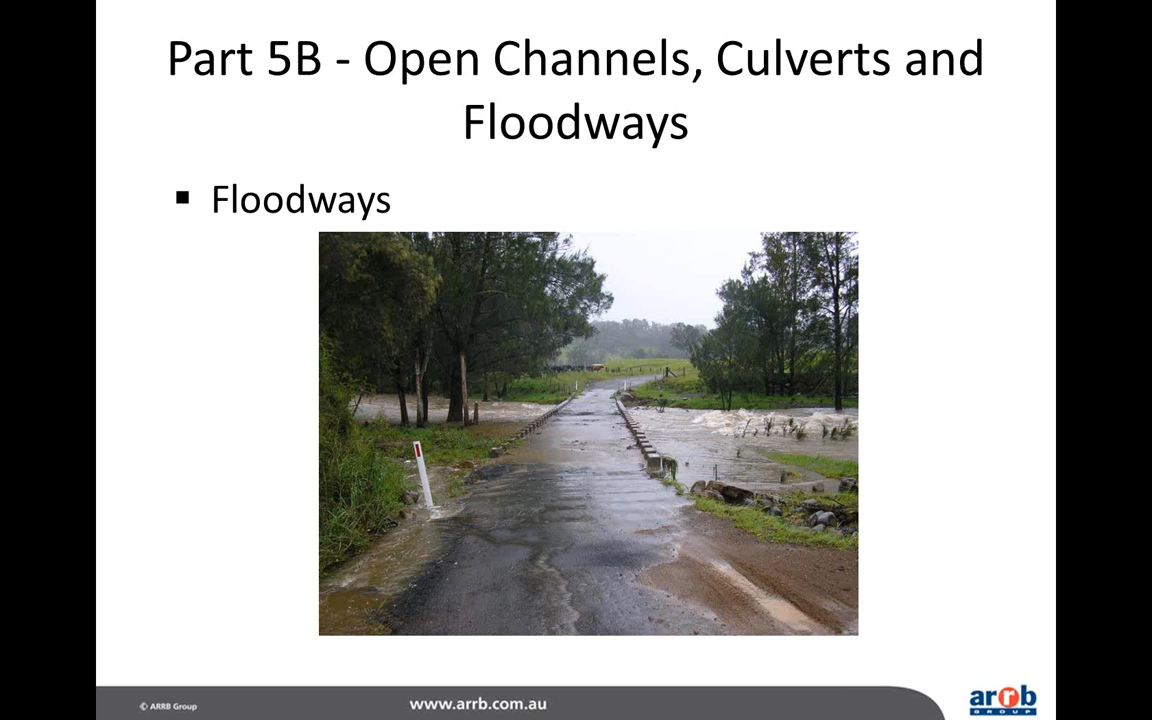 Part 5B - Open Channels, Culverts and
Floodways
▪ Floodways
© ARRB Group
www.arrb.com.au
arrb
GROUP